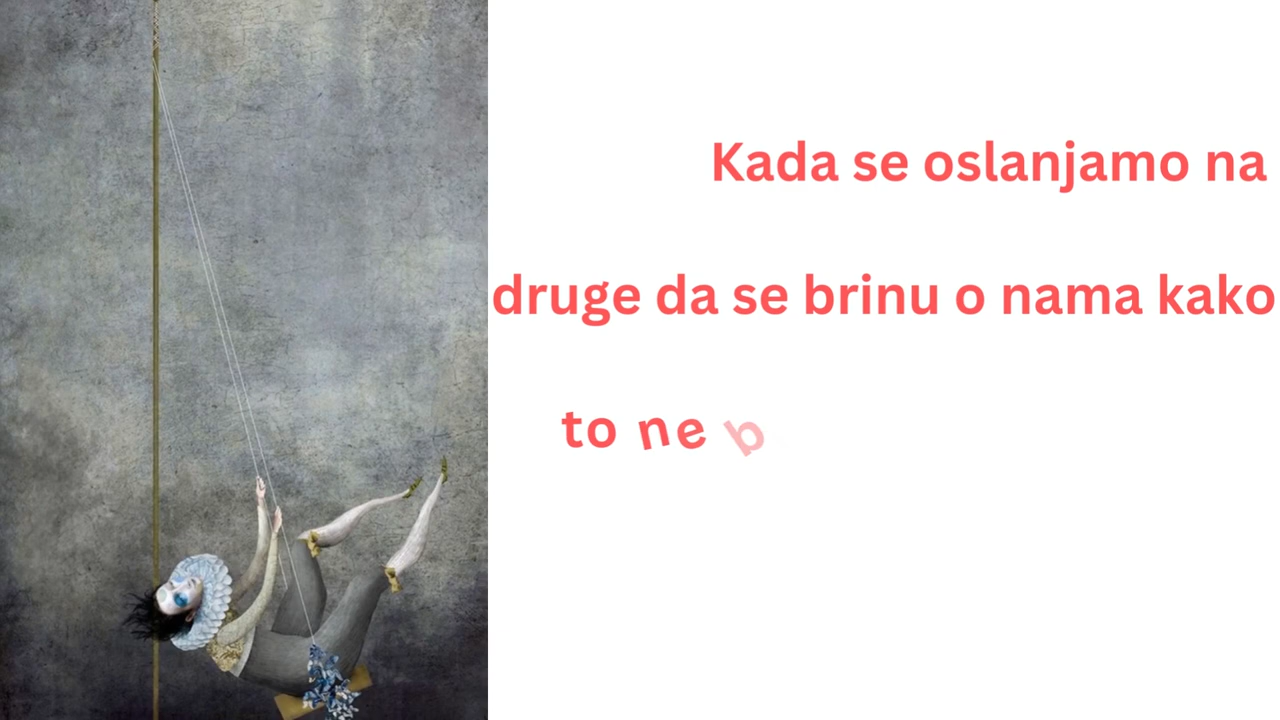 Kada se oslanjamo na
druge da se brinu o nama kako
to ne